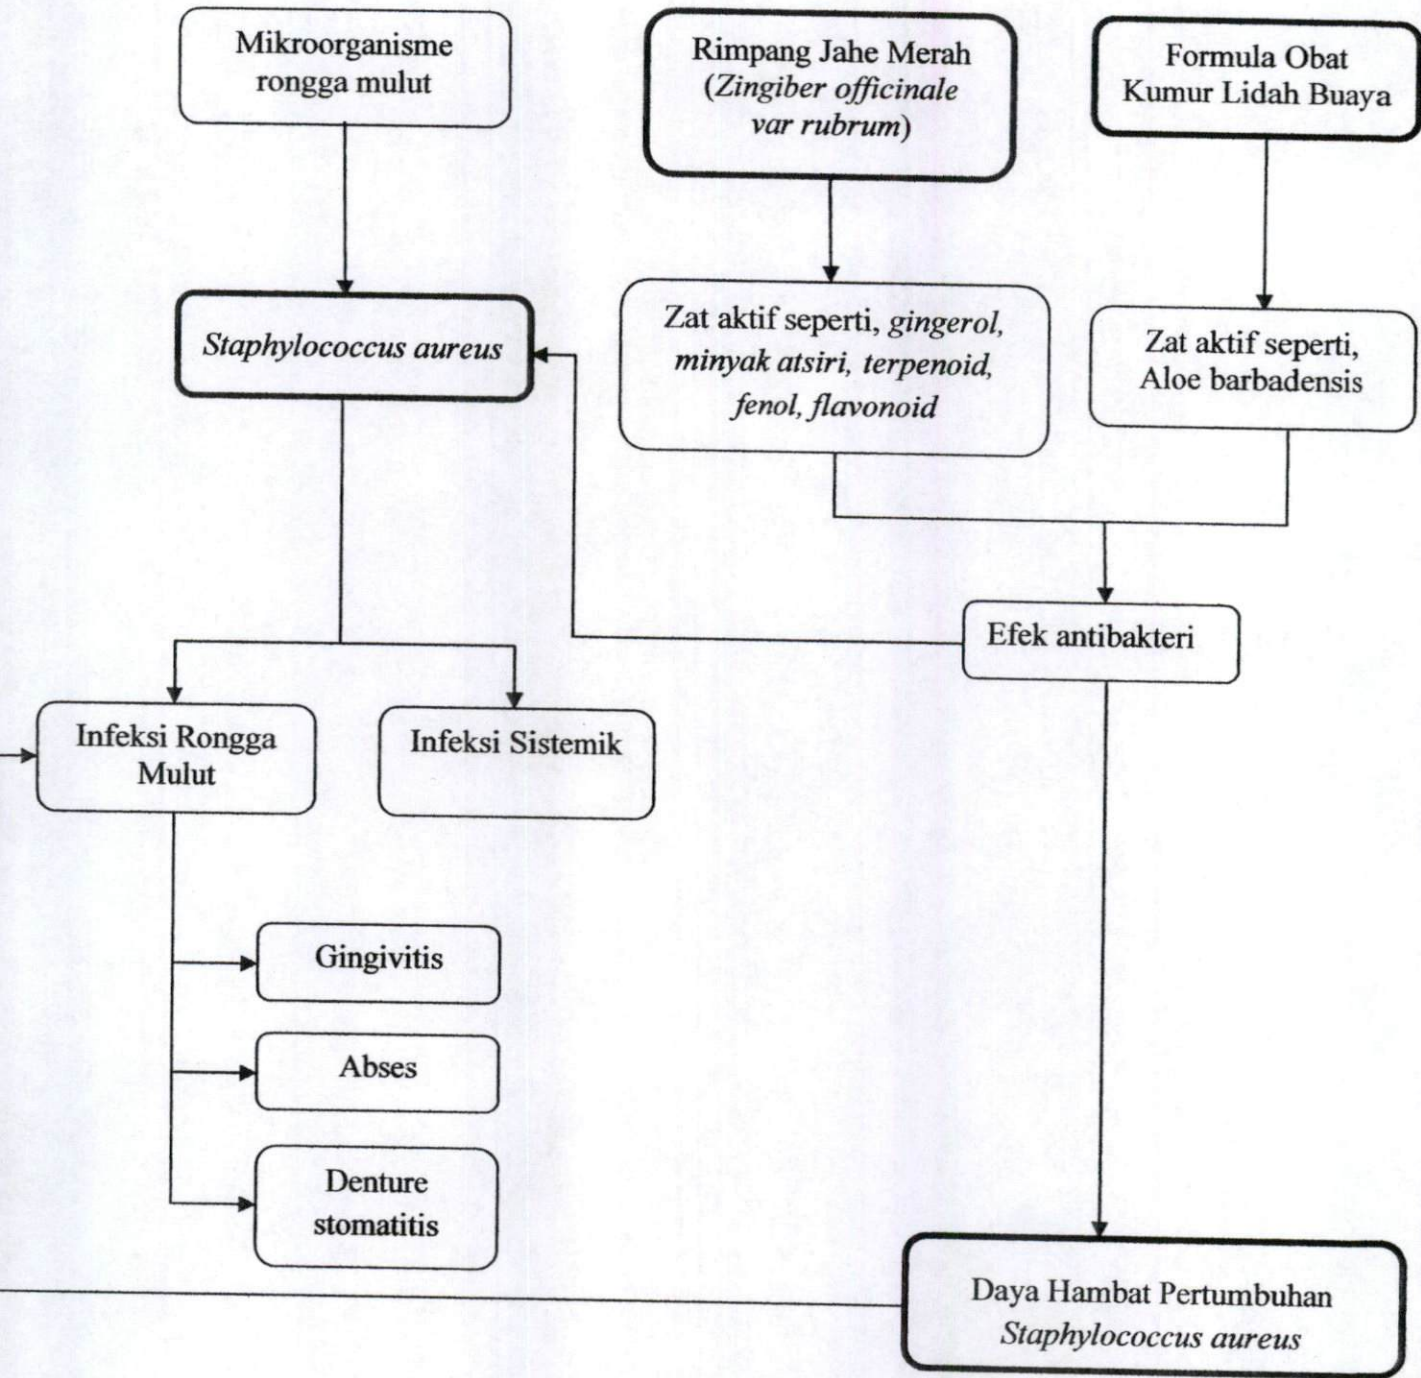 Mikroorganisme
rongga mulut
Rimpang Jahe Merah
(Zingiber officinale
var rubrum)
Formula Obat
Kumur Lidah Buaya
Staphylococcus aureus
Zat aktif seperti, gingerol,
minyak atsiri, terpenoid,
fenol, flavonoid
Zat aktif seperti,
Aloe barbadensis
Efek antibakteri
Infeksi Rongga
Mulut
Infeksi Sistemik
Gingivitis
Abses
Denture
stomatitis
Daya Hambat Pertumbuhan
Staphylococcus aureus